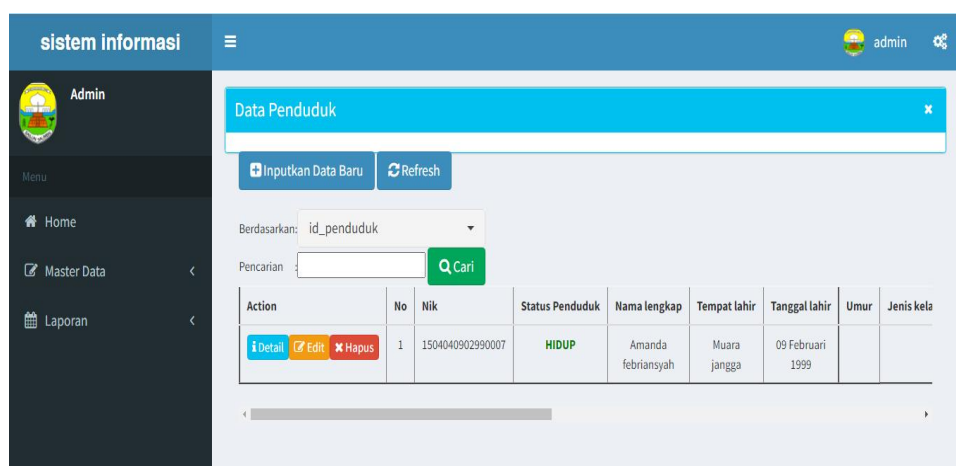 sistem informasi
admin
Admin
Menu
Home
Master Data
Laporan
Data Penduduk
Inputkan Data Baru
Refresh
Berdasarkan: id_penduduk
Pencarian :
Cari
Action No Nik Status Penduduk Nama lengkap Tempat lahir Tanggal lahir Umur Jenis kela
Detail Edit Hapus 1 1504040902990007 HIDUP Amanda Muara 09 Februari
febriansyah jangga 1999